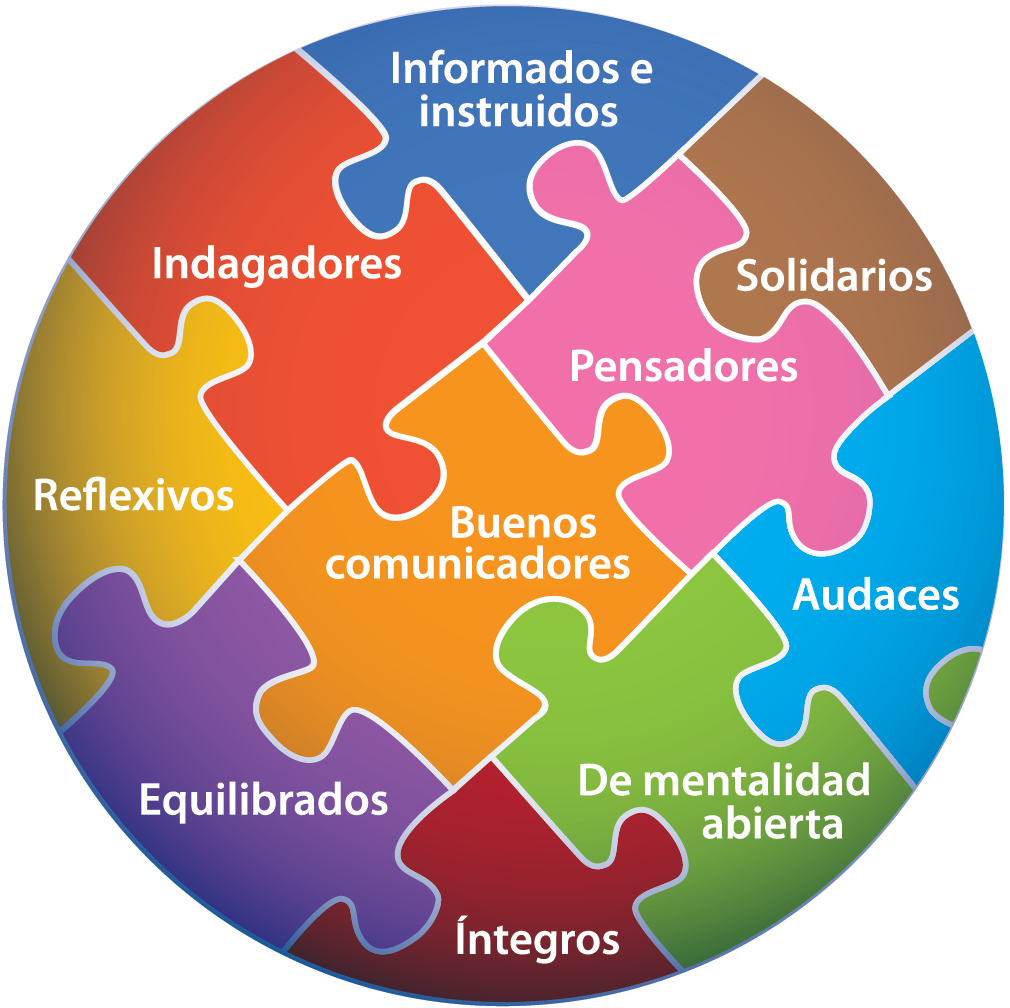 Informados e
instruidos
Indagadores
Solidarios
Pensadores
Reflexivos
Buenos
comunicadores
Audaces
De mentalidad
abierta
Equilibrados
Íntegros